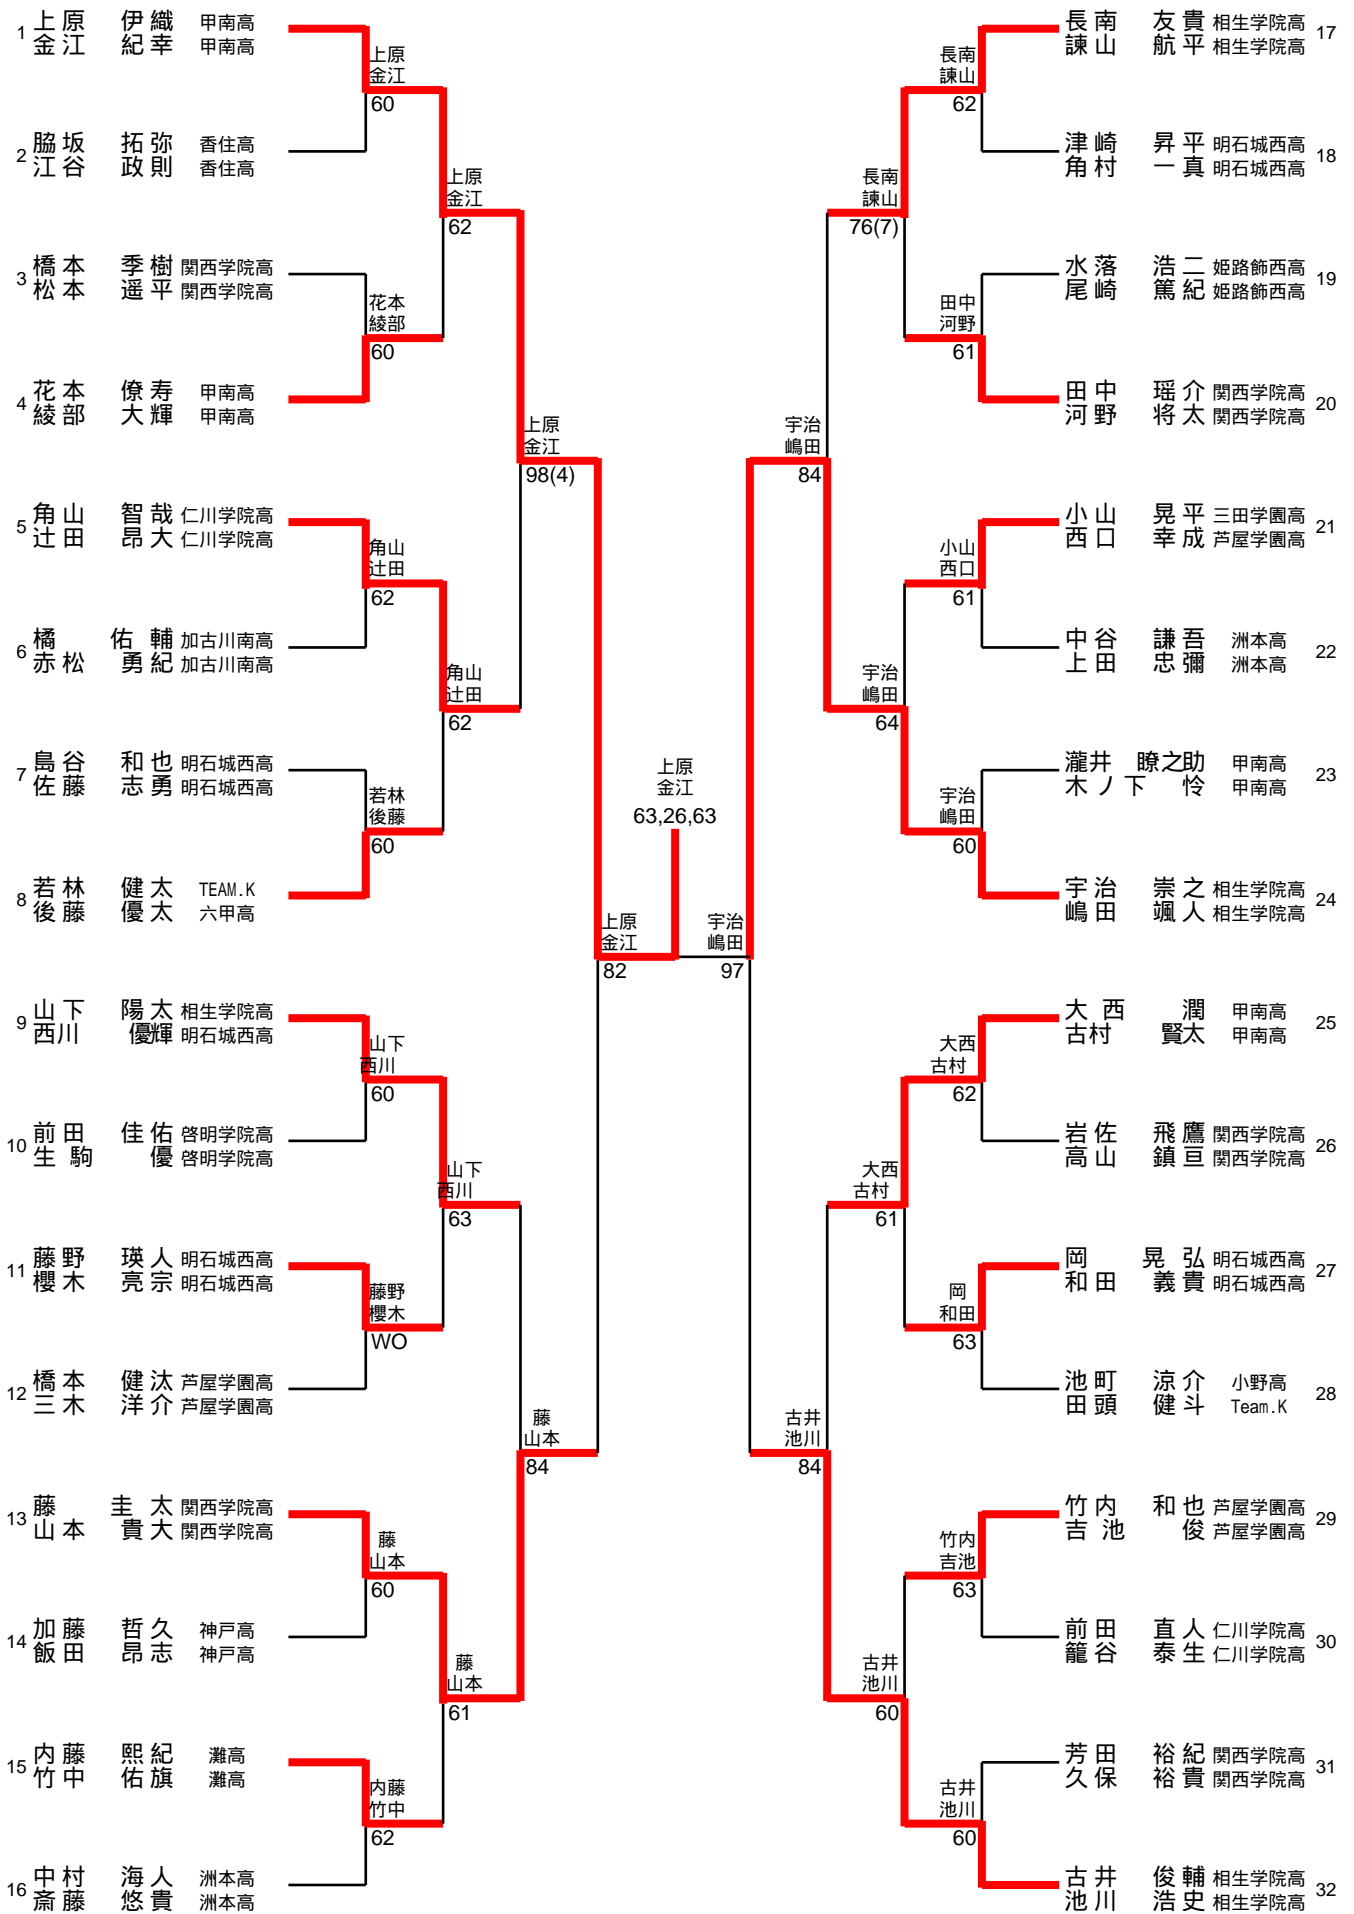 1 上原 伊織 甲南高
金江 紀幸 甲南高
2 脇坂 拓弥 香住高
江谷 政則 香住高
3 橋本 季樹 関西学院高
松本 遥平 関西学院高
4 花本 僚寿 甲南高
綾部 大輝 甲南高
5 角山 智哉 仁川学院高
辻田 昂大 仁川学院高
6 橘 佑輔 加古川南高
赤松 勇紀 加古川南高
7 島谷 和也 明石城西高
佐藤 志勇 明石城西高
8 若林 健太 TEAM.K
後藤 優太 六甲高
9 山下 陽太 相生学院高
西川 優輝 明石城西高
10 前田 佳佑 啓明学院高
生駒 優 啓明学院高
11 藤野 瑛人 明石城西高
櫻木 亮宗 明石城西高
12 橋本 健汰 芦屋学園高
三木 洋介 芦屋学園高
13 藤 圭太 関西学院高
山本 貴大 関西学院高
14 加藤 哲久 神戸高
飯田 昂志 神戸高
15 内藤 熙紀 灘高
竹中 佑旗 灘高
16 中村 海人 洲本高
斎藤 悠貴 洲本高
上原
金江
60
花本
綾部
60
角山
辻田
62
若林
後藤
60
山下
西川
60
藤野
櫻木
WO
藤
山本
60
内藤
竹中
62
上原
金江
62
角山
辻田
62
山下
西川
63
藤
山本
61
上原
金江
98(4)
藤
山本
84
上原
金江
82
上原
金江
63,26,63
宇治
嶋田
97
宇治
嶋田
84
古井
池川
84
長南
諫山
76(7)
宇治
嶋田
64
大西
古村
61
古井
池川
60
長南
諫山
62
田中
河野
61
小山
西口
61
宇治
嶋田
60
大西
古村
62
岡
和田
63
竹内
吉池
63
古井
池川
60
長南 友貴 相生学院高 17
諫山 航平 相生学院高
津崎 昇平 明石城西高 18
角村 一真 明石城西高
水落 浩二 姫路飾西高 19
尾崎 篤紀 姫路飾西高
田中 瑶介 関西学院高 20
河野 将太 関西学院高
小山 晃平 三田学園高 21
西口 幸成 芦屋学園高
中谷 謙吾 洲本高 22
上田 忠彌 洲本高
瀧井 瞭之助 甲南高 23
木ノ下 怜 甲南高
宇治 崇之 相生学院高 24
嶋田 颯人 相生学院高
大西 潤 甲南高 25
古村 賢太 甲南高
岩佐 飛鷹 関西学院高 26
高山 鎮亘 関西学院高
岡 晃弘 明石城西高 27
和田 義貴 明石城西高
池町 涼介 小野高 28
田頭 健斗 Team.K
竹内 和也 芦屋学園高 29
吉池 俊 芦屋学園高
前田 直人 仁川学院高 30
籠谷 泰生 仁川学院高
芳田 裕紀 関西学院高 31
久保 裕貴 関西学院高
古井 俊輔 相生学院高 32
池川 浩史 相生学院高